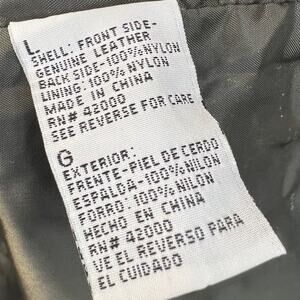 L
SHELL: FRONT SIDE-
GENUINE LEATHER
BACK SIDE-100% NYLON
LINING: 100% NYLON
MADE IN CHINA
RN# 42000
SEE REVERSE FOR CARE
G
EXTERIOR:
FRENTE-PIEL DE CERDO
ESPALDA-100% NILON
FORRO: 100% NILON
HECHO EN CHINA
RN# 42000
VE EL REVERSO PARA
EL CUIDADO